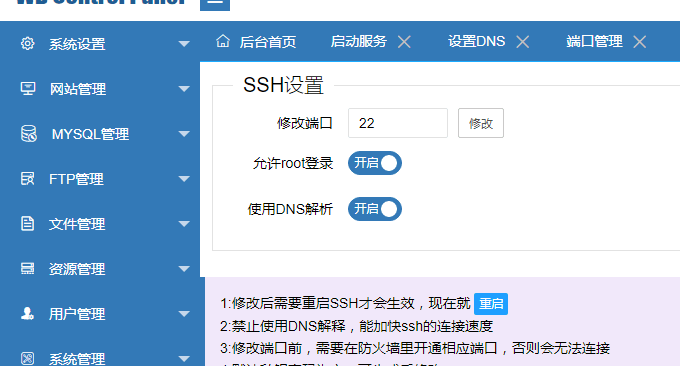 WD Control Panel
系统设置
网站管理
MYSQL管理
FTP管理
文件管理
资源管理
用户管理
系统管理
后台首页 启动服务 设置DNS 端口管理
SSH设置
修改端口 22 修改
允许root登录 开启
使用DNS解析 开启
1:修改后需要重启SSH才会生效，现在就 重启
2:禁止使用DNS解释，能加快ssh的连接速度
3:修改端口前，需要在防火墙里开通相应端口，否则会无法连接